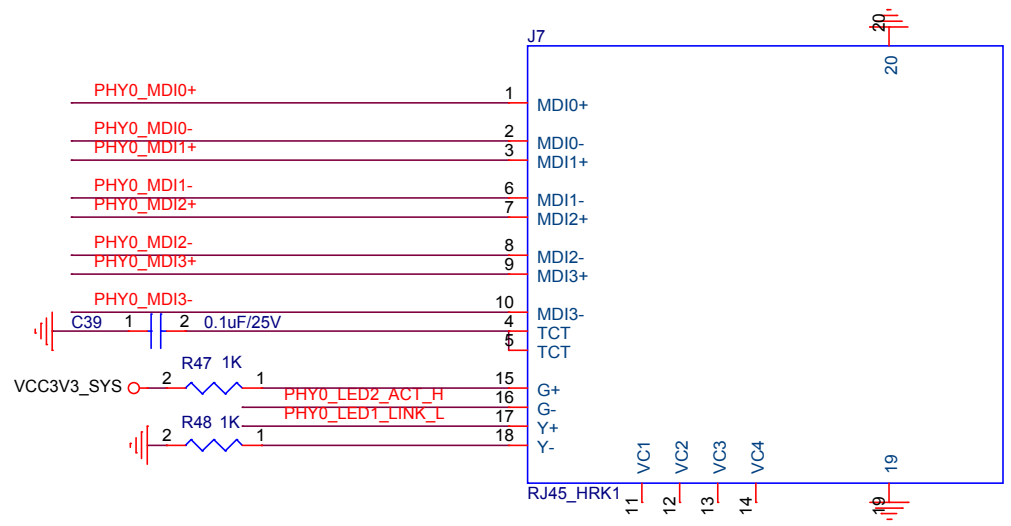 20
J7
20
PHY0_MDI0+ 1 MDI0+
PHY0_MDI0- 2 MDI0-
PHY0_MDI1+ 3 MDI1+
PHY0_MDI1- 6 MDI1-
PHY0_MDI2+ 7 MDI2+
PHY0_MDI2- 8 MDI2-
PHY0_MDI3+ 9 MDI3+
PHY0_MDI3- 10 MDI3-
C39 1 2 0.1uF/25V 4 TCT
5 TCT
R47 1K
VCC3V3_SYS 2 1 15 G+
PHY0_LED2_ACT_H 16 G-
PHY0_LED1_LINK_L 17 Y+
R48 1K
2 1 18 Y-
VC1 VC2 VC3 VC4 19
RJ45_HRK1
11 12 13 14 19